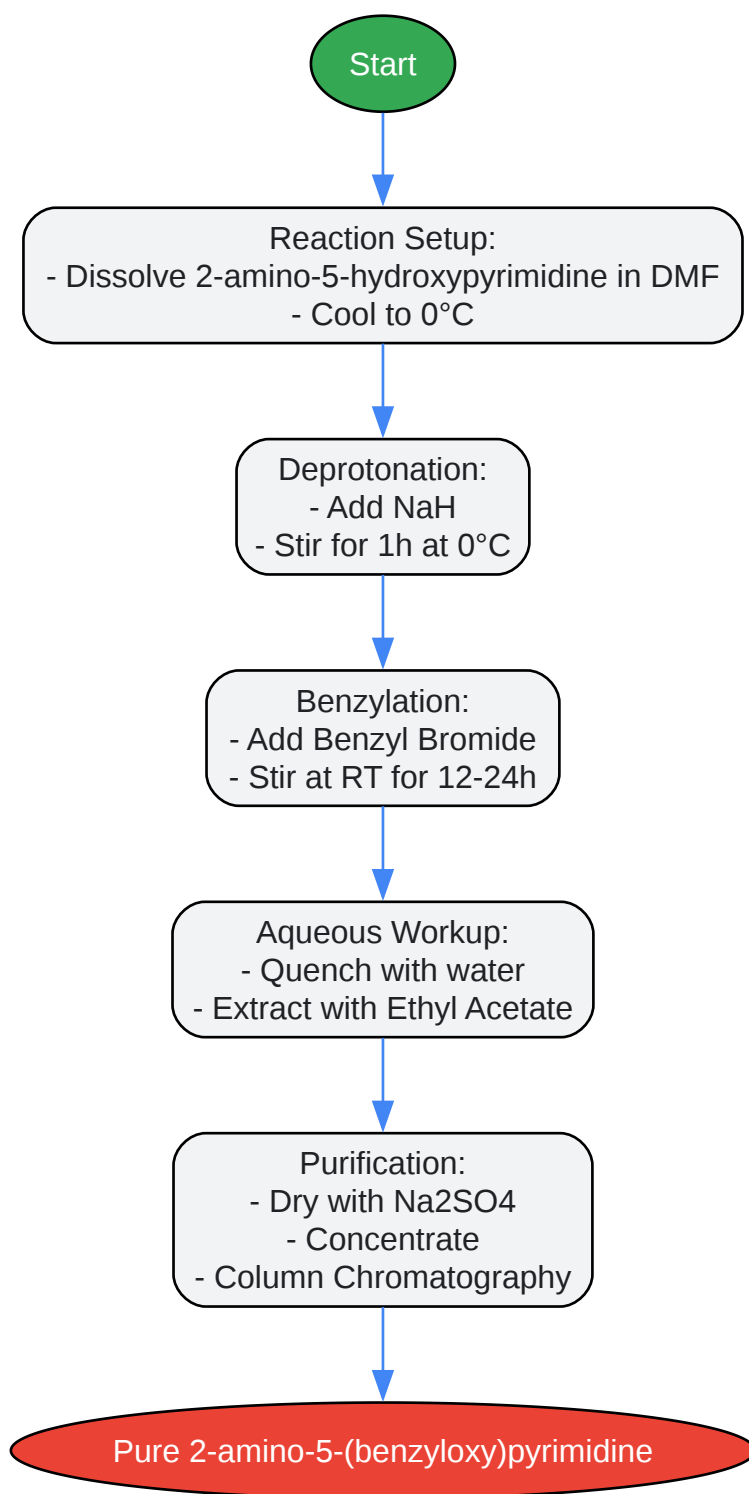 Start
Reaction Setup:
- Dissolve 2-amino-5-hydroxypyrimidine in DMF
- Cool to 0°C
Deprotonation:
- Add NaH
- Stir for 1h at 0°C
Benzylation:
- Add Benzyl Bromide
- Stir at RT for 12-24h
Aqueous Workup:
- Quench with water
- Extract with Ethyl Acetate
Purification:
- Dry with Na2SO4
- Concentrate
- Column Chromatography
Pure 2-amino-5-(benzyloxy)pyrimidine